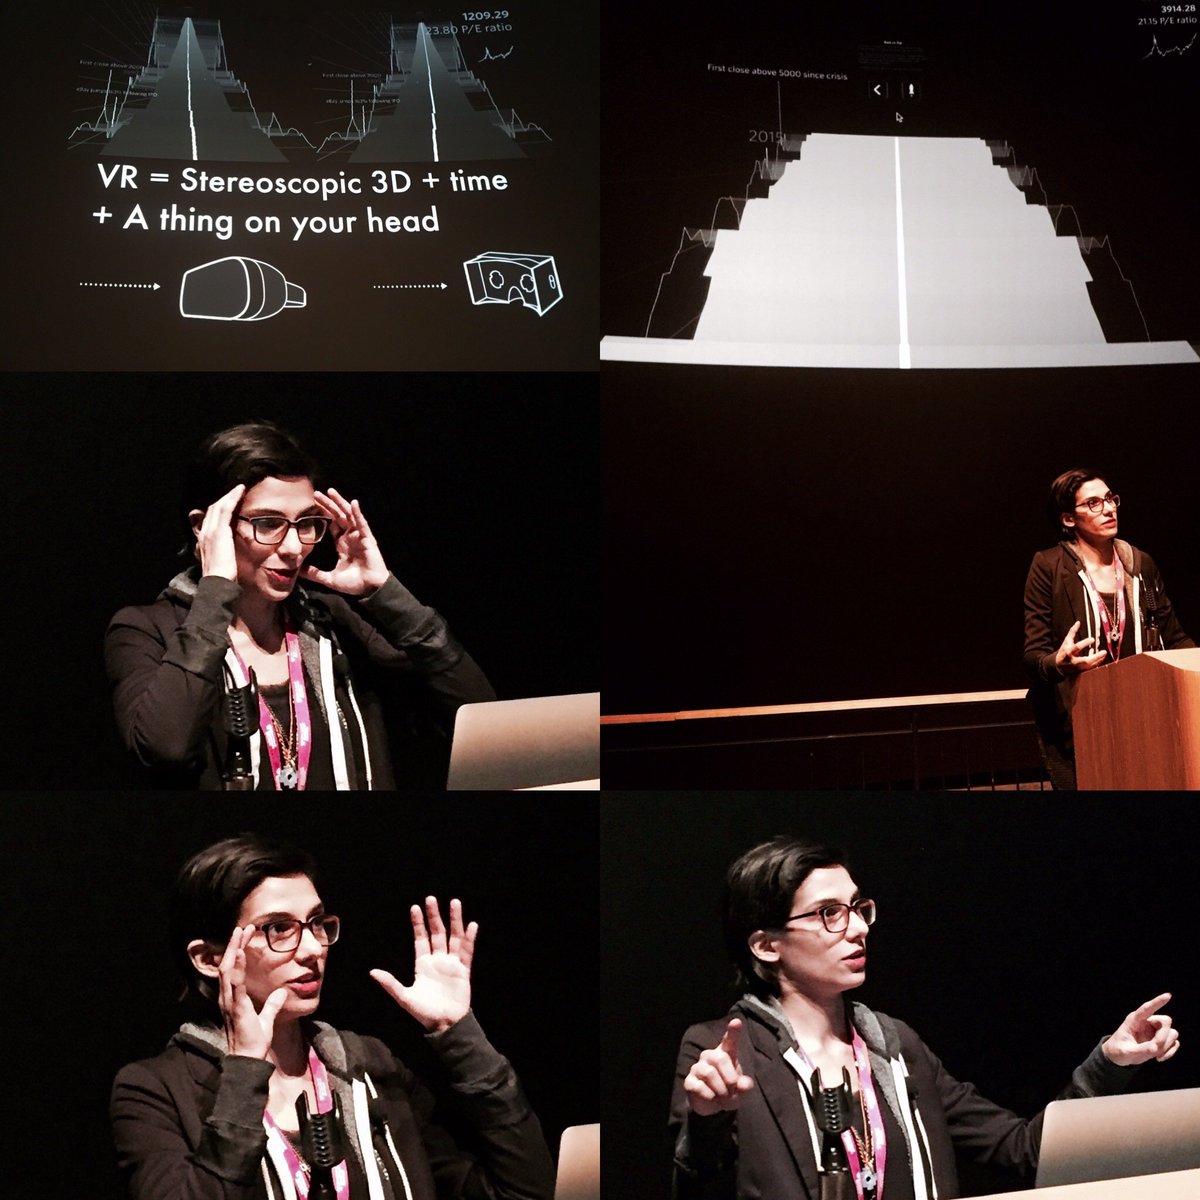 1209.29
23.80 P/E ratio
First close above 2000
First close above 2000
VR = Stereoscopic 3D + time
+ A thing on your head
3914.28
21.15 P/E ratio
First close above 5000 since crisis
2015